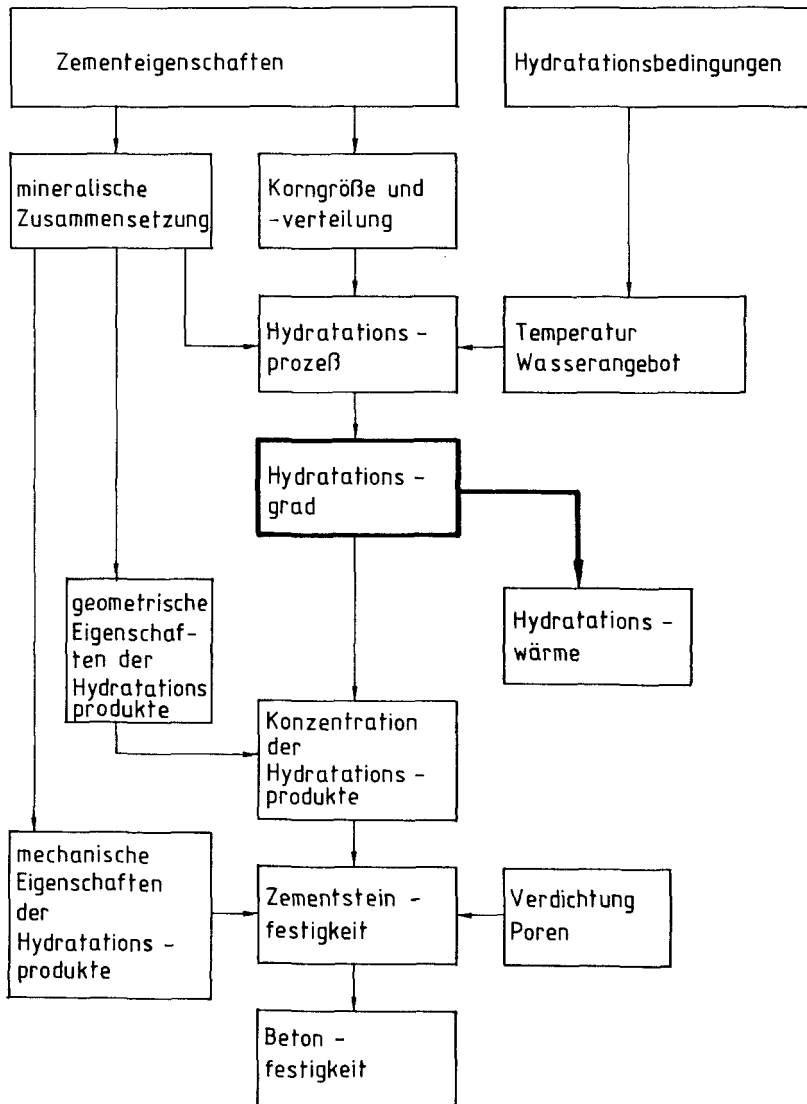 Zementeigenschaften
Hydratationsbedingungen
mineralische
Zusammensetzung
Korngröße und
-verteilung
Hydratations -
prozeß
Temperatur
Wasserangebot
Hydratations -
grad
geometrische
Eigenschaf-
ten der
Hydratations
produkte
Hydratations -
wärme
Konzentration
der
Hydratations -
produkte
mechanische
Eigenschaften
der
Hydratations -
produkte
Zementstein -
festigkeit
Verdichtung
Poren
Beton -
festigkeit